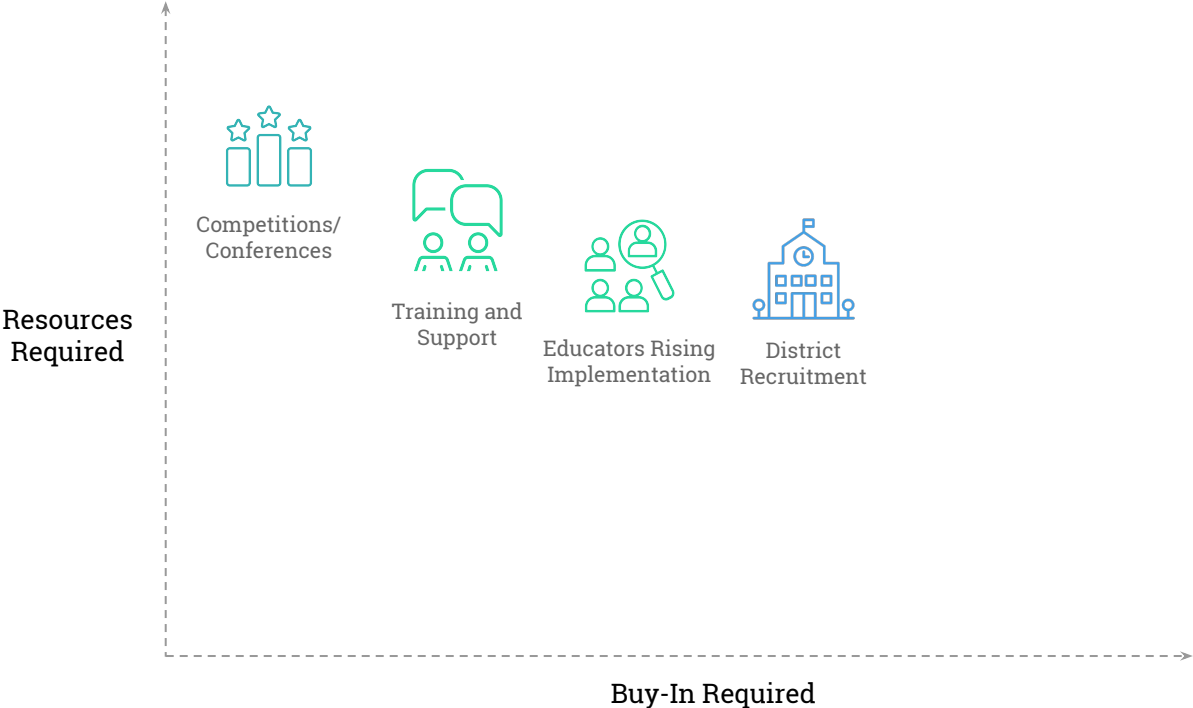 Competitions/
Conferences
Training and
Support
Educators Rising
Implementation
District
Recruitment
Resources
Required
Buy-In Required